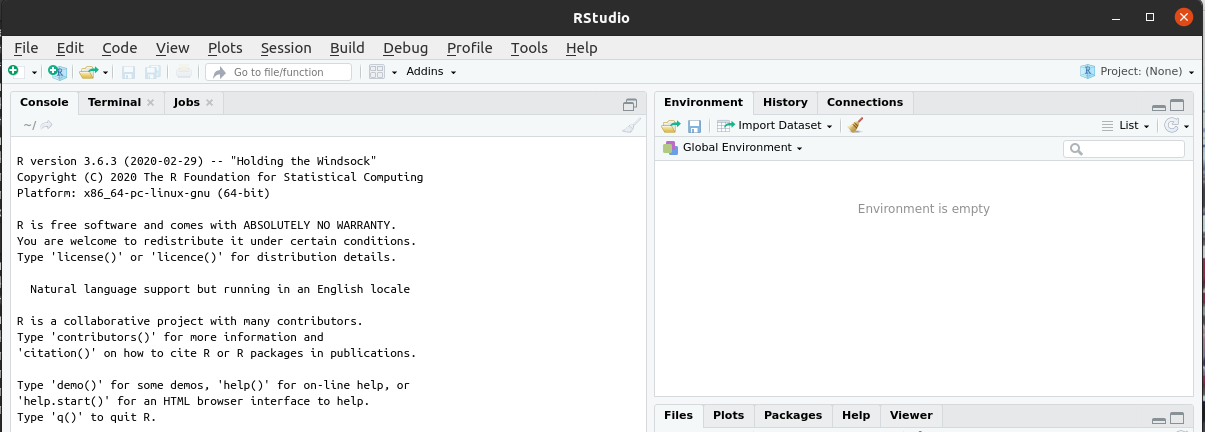 RStudio
File Edit Code View Plots Session Build Debug Profile Tools Help
Go to file/function Addins Project: (None)
Console Terminal Jobs
~/
R version 3.6.3 (2020-02-29) -- "Holding the Windsock"
Copyright (C) 2020 The R Foundation for Statistical Computing
Platform: x86_64-pc-linux-gnu (64-bit)
R is free software and comes with ABSOLUTELY NO WARRANTY.
You are welcome to redistribute it under certain conditions.
Type 'license()' or 'licence()' for distribution details.
Natural language support but running in an English locale
R is a collaborative project with many contributors.
Type 'contributors()' for more information and
'citation()' on how to cite R or R packages in publications.
Type 'demo()' for some demos, 'help()' for on-line help, or
'help.start()' for an HTML browser interface to help.
Type 'q()' to quit R.
Environment History Connections
Import Dataset List
Global Environment
Environment is empty
Files Plots Packages Help Viewer